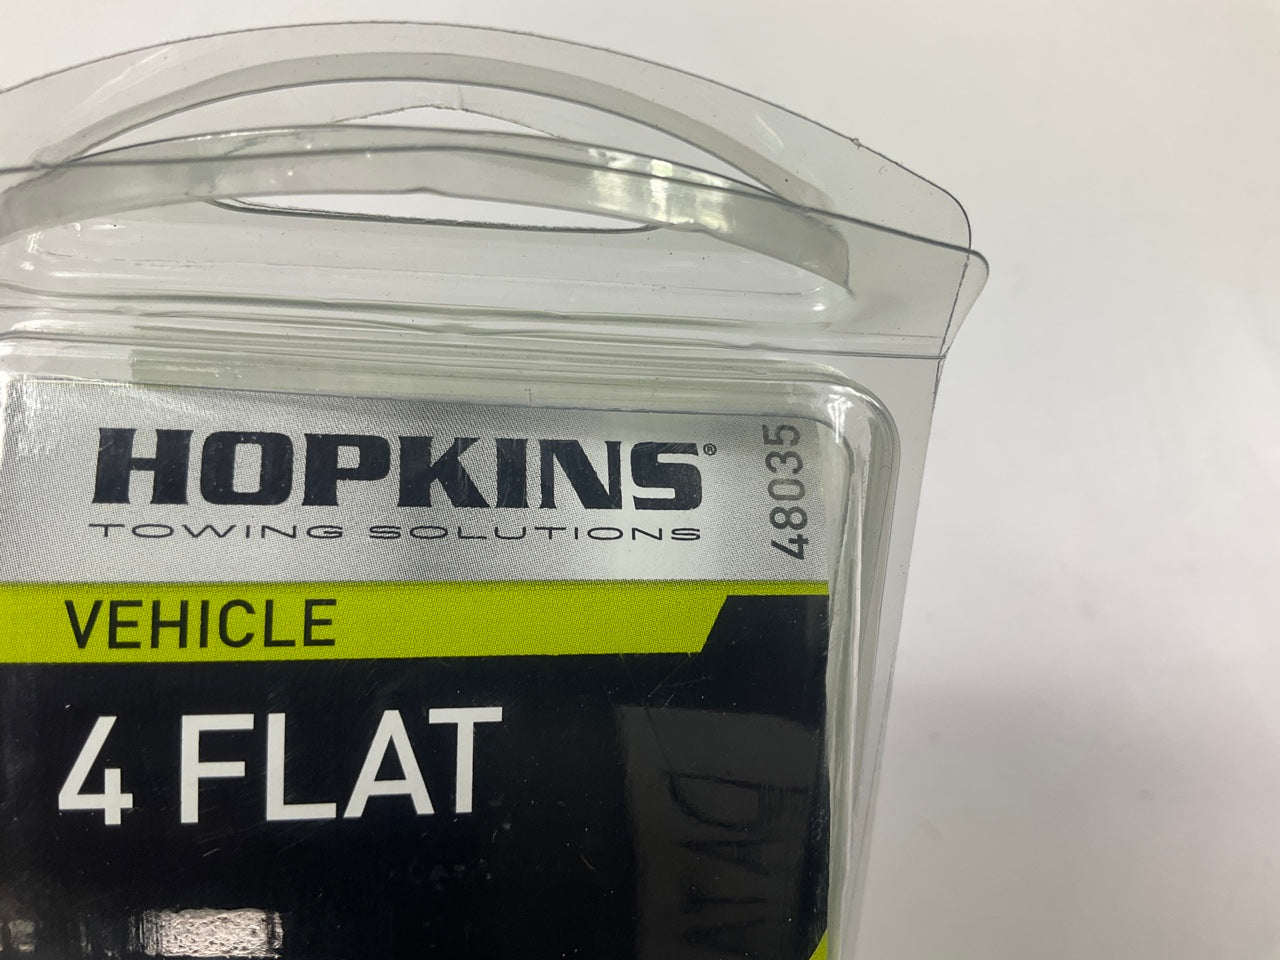 HOPKINS®
TOWING SOLUTIONS
48035
VEHICLE
4 FLAT